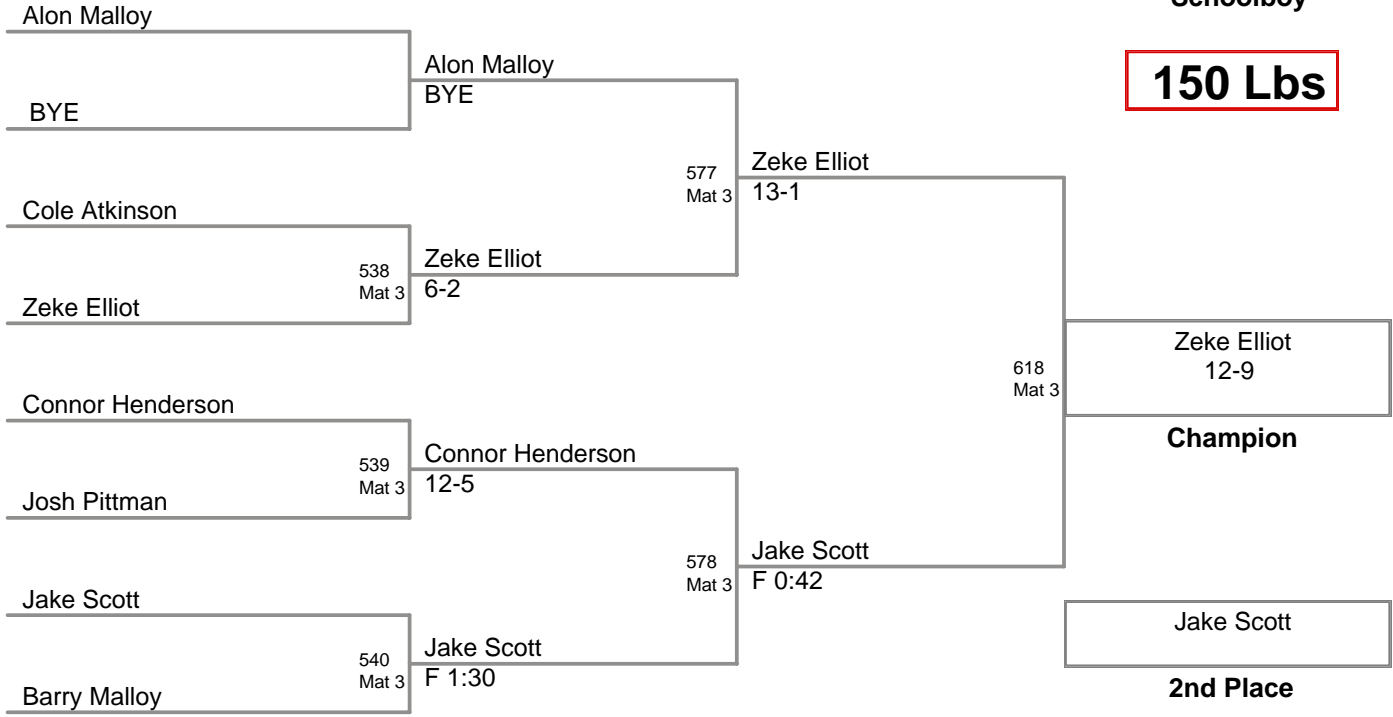 Schoolboy
150 Lbs
Alon Malloy
BYE
Cole Atkinson
538
Mat 3
Zeke Elliot
Connor Henderson
539
Mat 3
Josh Pittman
Jake Scott
540
Mat 3
Barry Malloy
Alon Malloy
BYE
577
Mat 3
Zeke Elliot
6-2
Connor Henderson
12-5
578
Mat 3
Jake Scott
F 1:30
Zeke Elliot
13-1
618
Mat 3
Jake Scott
F 0:42
Zeke Elliot
12-9
Champion
Jake Scott
2nd Place